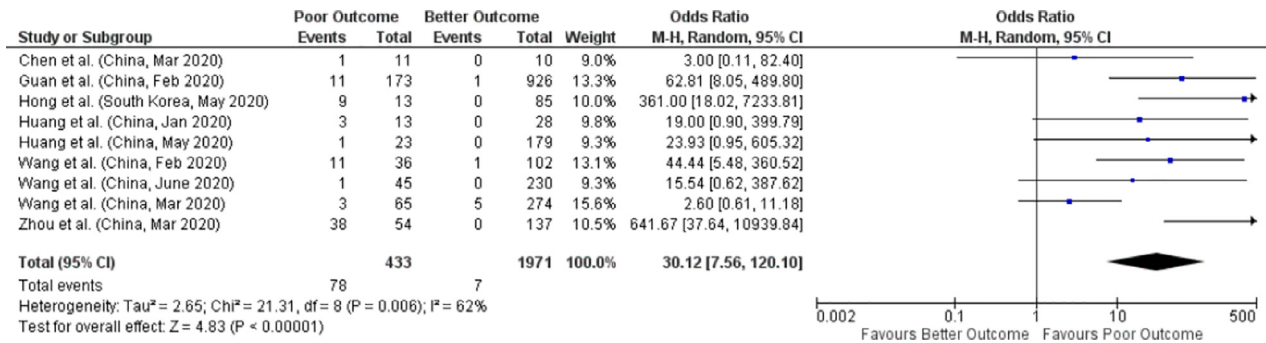 Poor Outcome Better Outcome Odds Ratio Odds Ratio
Study or Subgroup Events Total Events Total Weight M-H, Random, 95% CI M-H, Random, 95% CI
Chen et al. (China, Mar 2020) 1 11 0 10 9.0% 3.00 [0.11, 82.40]
Guan et al. (China, Feb 2020) 11 173 1 926 13.3% 62.81 [8.05, 489.80]
Hong et al. (South Korea, May 2020) 9 13 0 85 10.0% 361.00 [18.02, 7233.81]
Huang et al. (China, Jan 2020) 3 13 0 28 9.8% 19.00 [0.90, 399.79]
Huang et al. (China, May 2020) 1 23 0 179 9.3% 23.93 [0.95, 605.32]
Wang et al. (China, Feb 2020) 11 36 1 102 13.1% 44.44 [5.48, 360.52]
Wang et al. (China, June 2020) 1 45 0 230 9.3% 15.54 [0.62, 387.62]
Wang et al. (China, Mar 2020) 3 65 5 274 15.6% 2.60 [0.61, 11.18]
Zhou et al. (China, Mar 2020) 38 54 0 137 10.5% 641.67 [37.64, 10939.84]
Total (95% CI) 433 1971 100.0% 30.12 [7.56, 120.10]
Total events 78 7
Heterogeneity: Tau² = 2.65; Chi² = 21.31, df = 8 (P = 0.006); I² = 62%
Test for overall effect: Z = 4.83 (P < 0.00001)
0.002 0.1 1 10 500
Favours Better Outcome Favours Poor Outcome